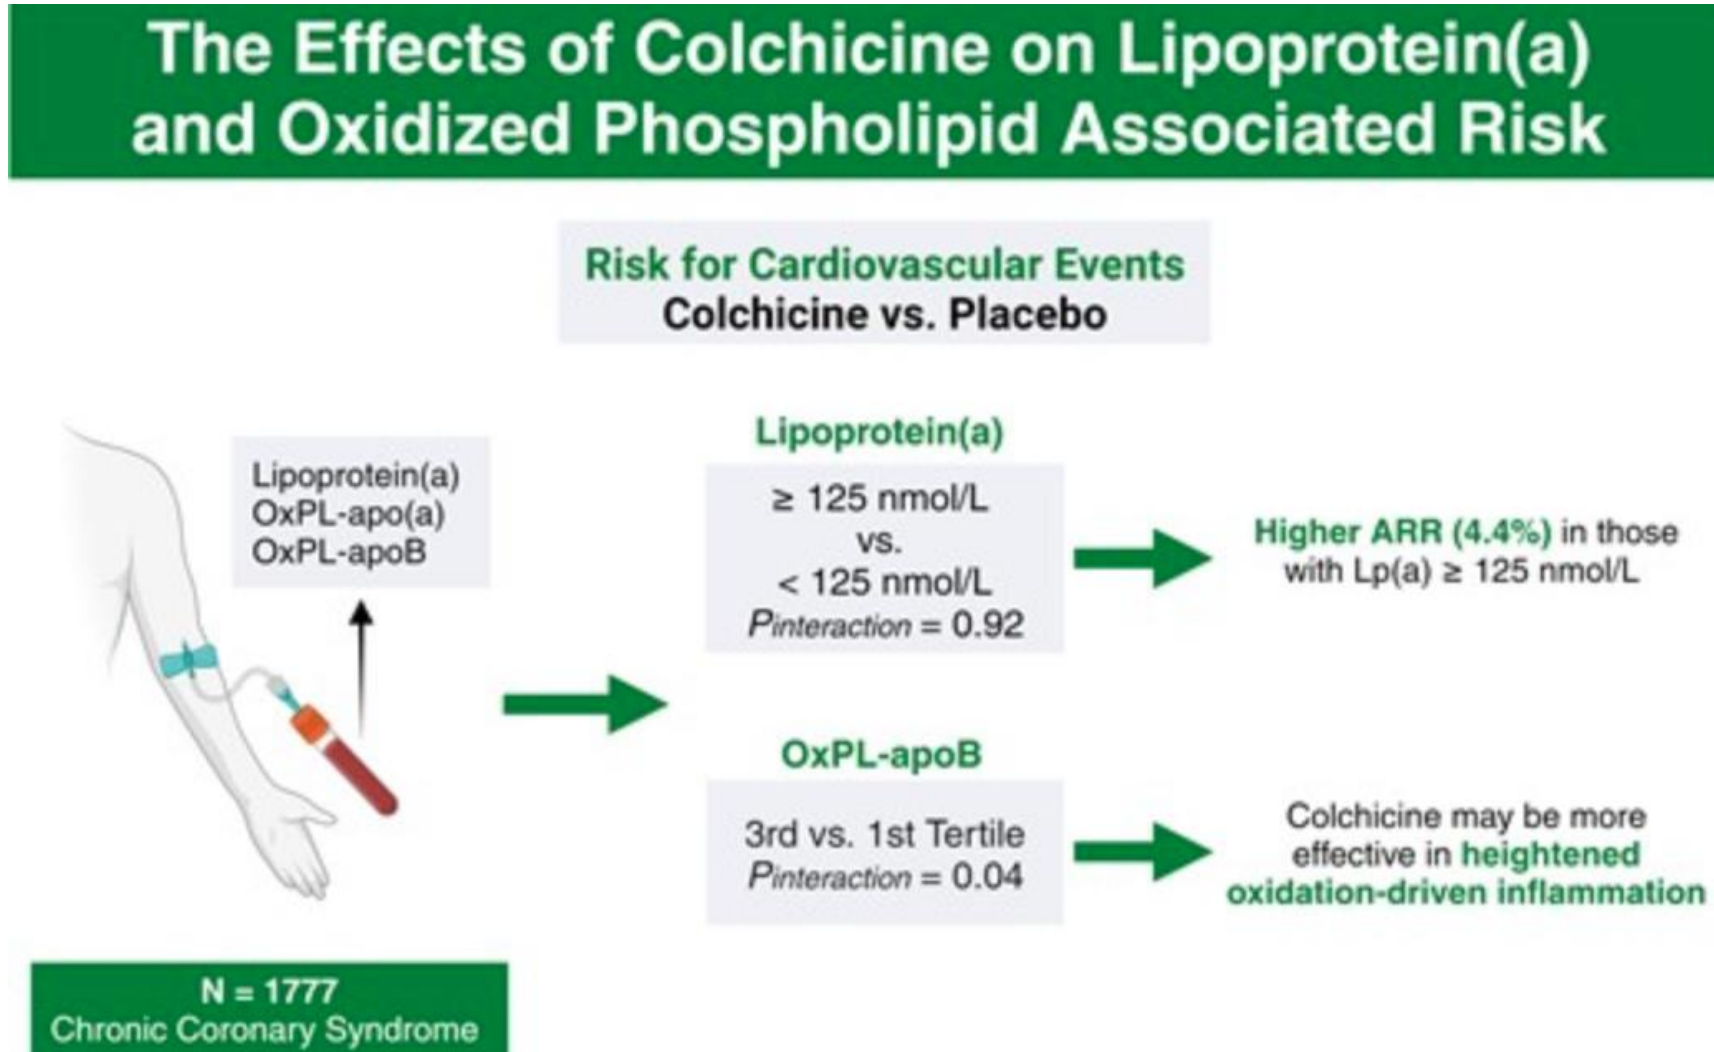 The Effects of Colchicine on Lipoprotein(a)
and Oxidized Phospholipid Associated Risk
Risk for Cardiovascular Events
Colchicine vs. Placebo
Lipoprotein(a)
OxPL-apo(a)
OxPL-apoB
N = 1777
Chronic Coronary Syndrome
Lipoprotein(a)
≥ 125 nmol/L
vs.
< 125 nmol/L
Pinteraction = 0.92
Higher ARR (4.4%) in those
with Lp(a) ≥ 125 nmol/L
OxPL-apoB
3rd vs. 1st Tertile
Pinteraction = 0.04
Colchicine may be more
effective in heightened
oxidation-driven inflammation